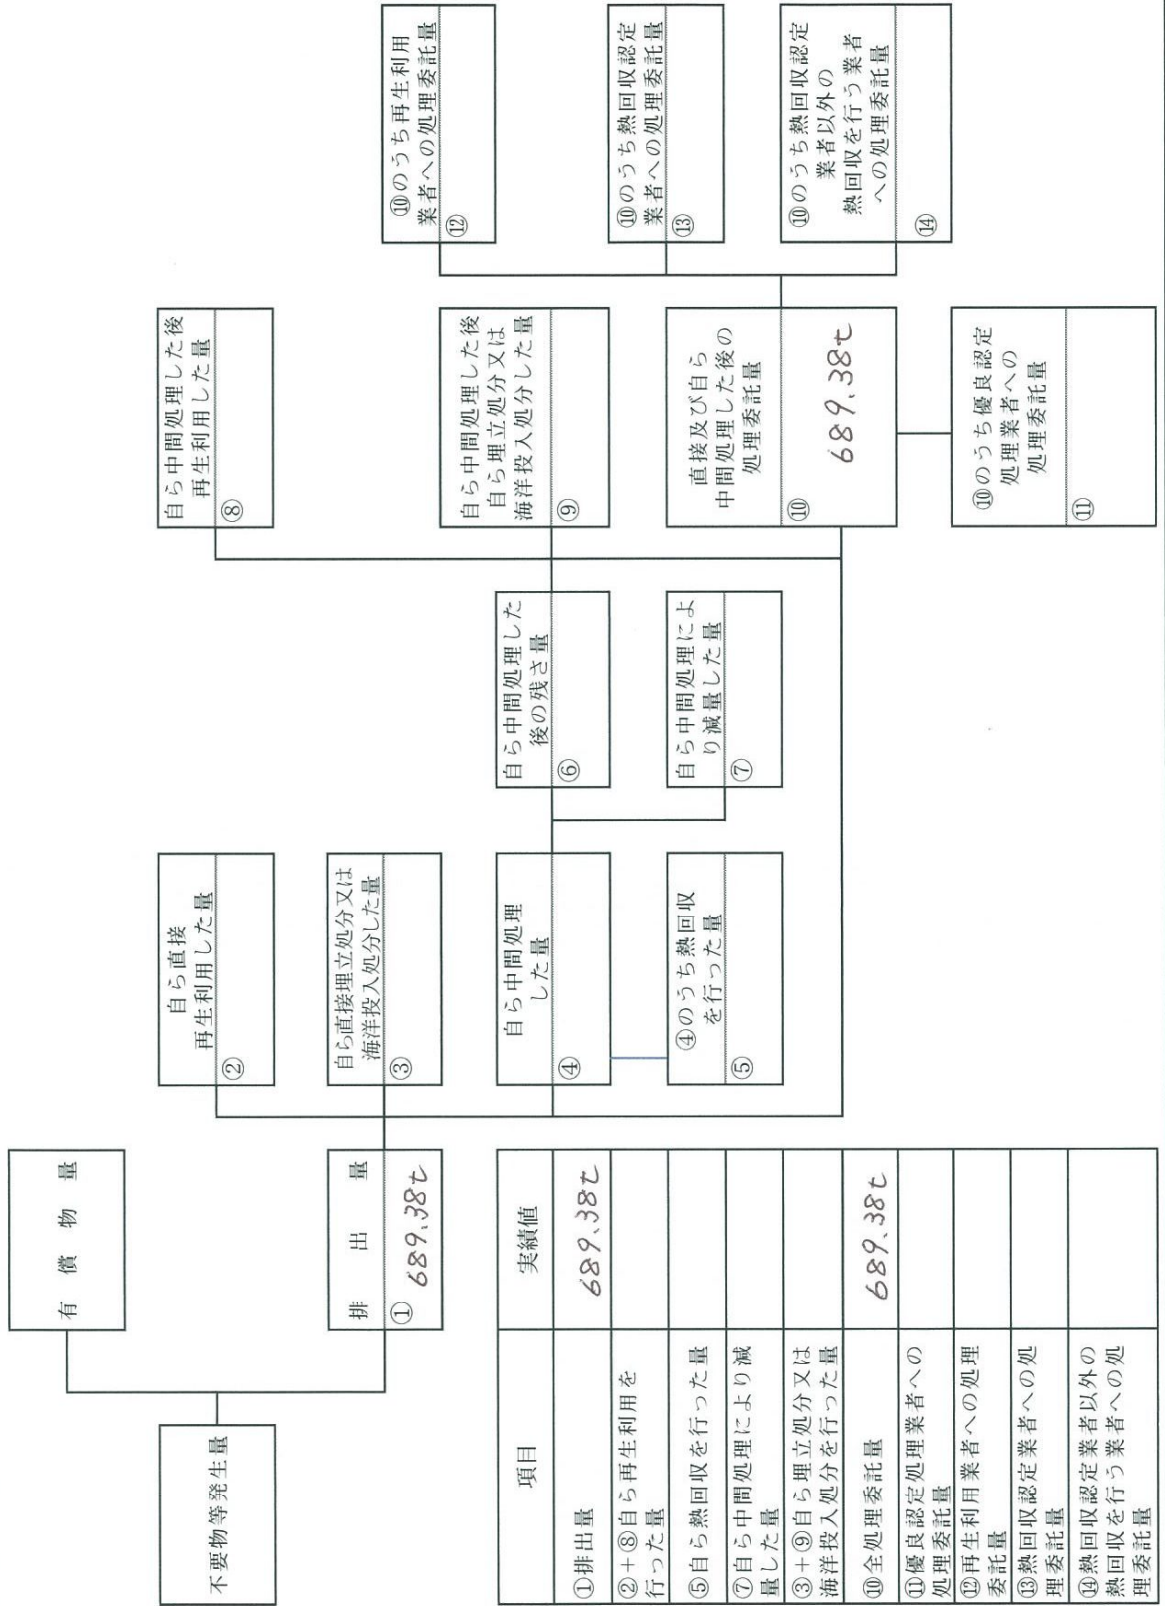 不要物等発生量
有償物量
排出量
①
689.38t
自ら直接
再生利用した量
②
自ら直接埋立処分又は
海洋投入処分した量
③
自ら中間処理
した量
④
④のうち熱回収
を行った量
⑤
自ら中間処理した
後の残さ量
⑥
自ら中間処理によ
り減量した量
⑦
自ら中間処理した後
再生利用した量
⑧
自ら中間処理した後
自ら埋立処分又は
海洋投入処分した量
⑨
直接及び自ら
中間処理した後の
処理委託量
⑩
689.38t
⑩のうち優良認定
処理業者への
処理委託量
⑪
⑩のうち再生利用
業者への処理委託量
⑫
⑩のうち熱回収認定
業者への処理委託量
⑬
⑩のうち熱回収認定
業者以外の
熱回収を行う業者
への処理委託量
⑭
項目 実績値
①排出量 689.38t
②+⑧自ら再生利用を
行った量
⑤自ら熱回収を行った量
⑦自ら中間処理により減
量した量
③+⑨自ら埋立処分又は
海洋投入処分を行った量
⑩全処理委託量 689.38t
⑪優良認定処理業者への
処理委託量
⑫再生利用業者への処理
委託量
⑬熱回収認定業者への処
理委託量
⑭熱回収認定業者以外の
熱回収を行う業者への処
理委託量